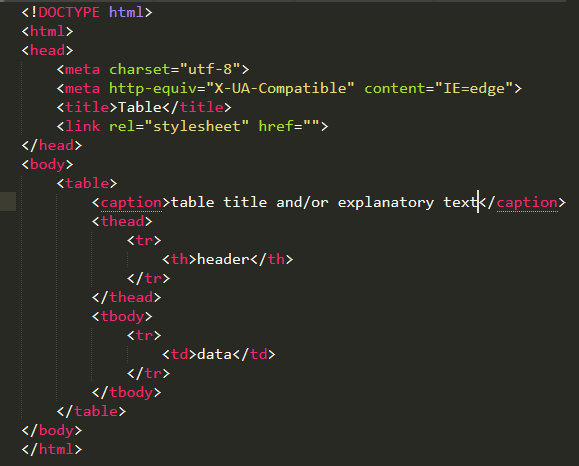 <!DOCTYPE html>
<html>
<head>
    <meta charset="utf-8">
    <meta http-equiv="X-UA-Compatible" content="IE=edge">
    <title>Table</title>
    <link rel="stylesheet" href="">
</head>
<body>
    <table>
        <caption>table title and/or explanatory text</caption>
        <thead>
            <tr>
                <th>header</th>
            </tr>
        </thead>
        <tbody>
            <tr>
                <td>data</td>
            </tr>
        </tbody>
    </table>
</body>
</html>